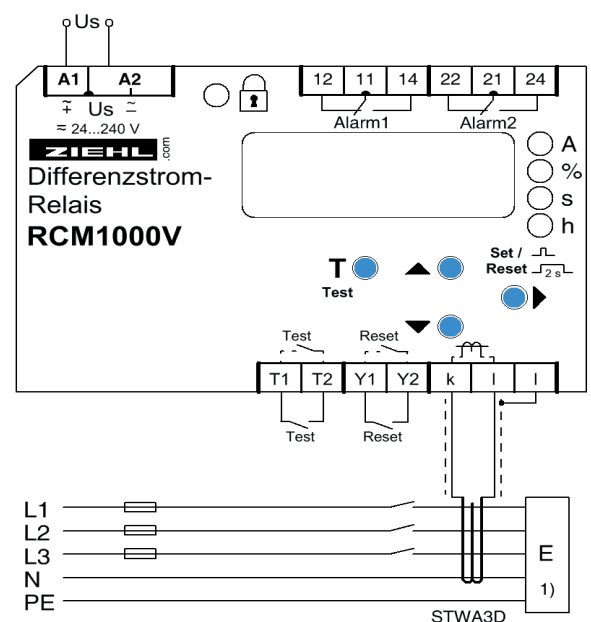 Us
A1 A2
12 11 14 22 21 24
~ Us ~
+ −
≂ 24...240 V
Alarm1 Alarm2
ZIEHL .com
Differenzstrom-
Relais
RCM1000V
A
%
s
h
Set /
Reset 2 s
T
Test
Test Reset
T1 T2 Y1 Y2 k l l
Test Reset
L1
L2
L3
N
PE
E
1)
STWA3D